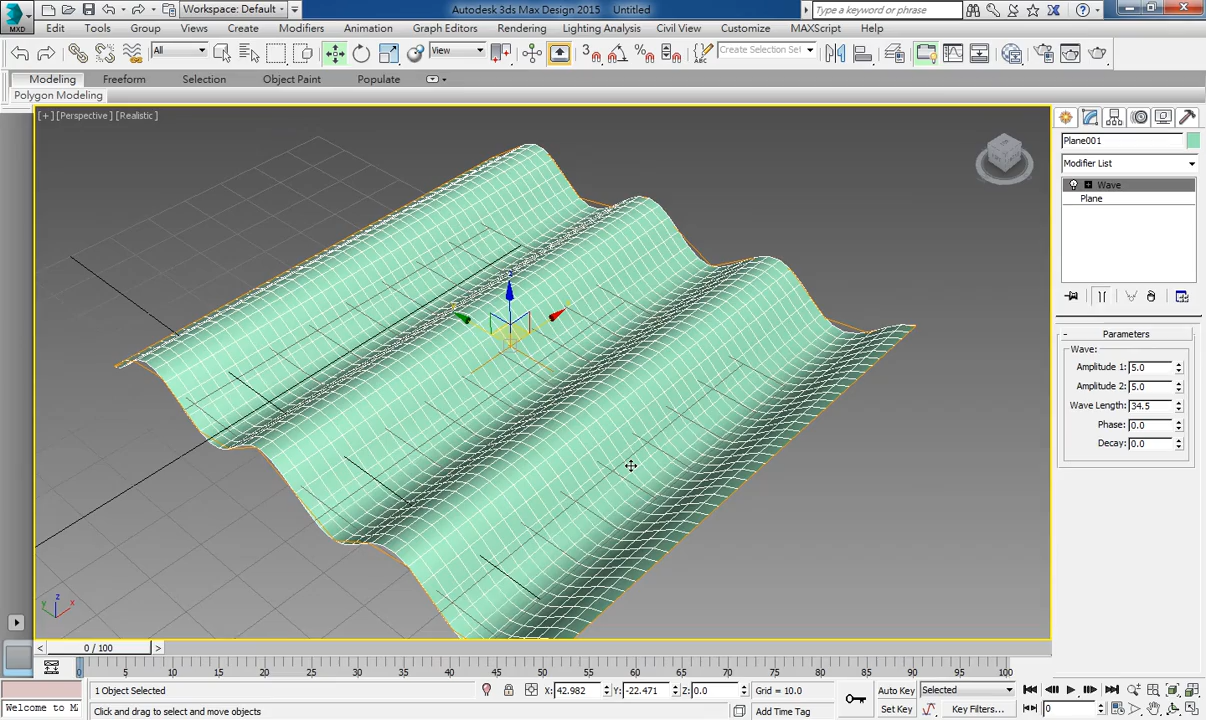 Workspace: Default
Autodesk 3ds Max Design 2015 Untitled
Type a keyword or phrase
MXD
Edit Tools Group Views Create Modifiers Animation Graph Editors Rendering Lighting Analysis Civil View Customize MAXScript Help
All
View
3
Create Selection Set
Modeling Freeform Selection Object Paint Populate
Polygon Modeling
[+] [Perspective] [Realistic]
Plane001
Modifier List
Wave
Plane
Parameters
Wave:
Amplitude 1: 5.0
Amplitude 2: 5.0
Wave Length: 34.5
Phase: 0.0
Decay: 0.0
z
y x
< 0 / 100 >
0 5 10 15 20 25 30 35 40 45 50 55 60 65 70 75 80 85 90 95 100
1 Object Selected
X: 42.982 Y: -22.471 Z: 0.0 Grid = 10.0
Auto Key Selected
Welcome to M
Click and drag to select and move objects
Add Time Tag
Set Key Key Filters... 0